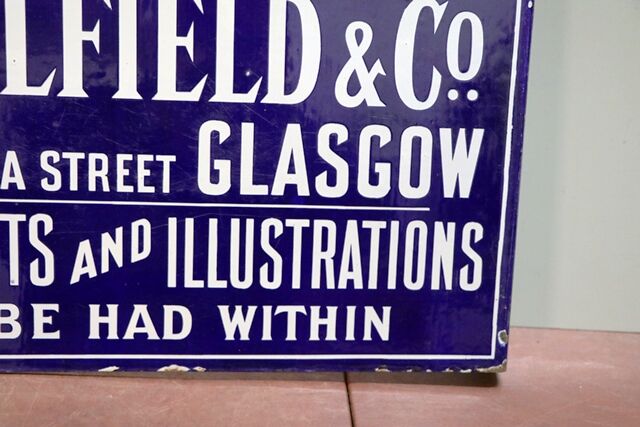 LFIELD & Co.
A STREET GLASGOW
TS AND ILLUSTRATIONS
BE HAD WITHIN